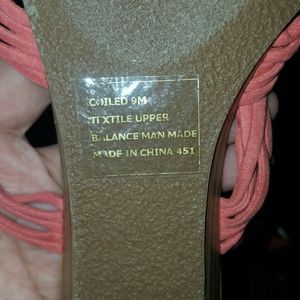 COILED 9M
TEXTILE UPPER
BALANCE MAN MADE
MADE IN CHINA 451